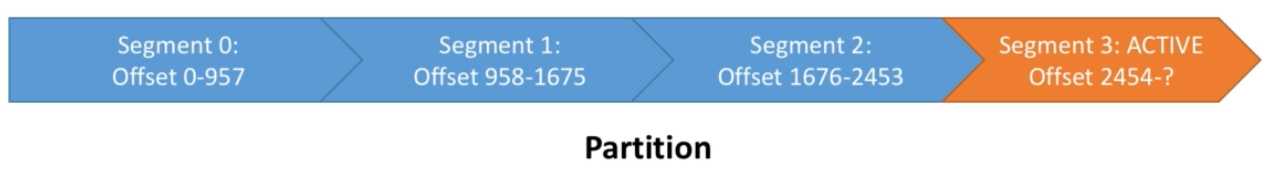 Segment 0:
Offset 0-957
Segment 1:
Offset 958-1675
Segment 2:
Offset 1676-2453
Segment 3: ACTIVE
Offset 2454-?
Partition